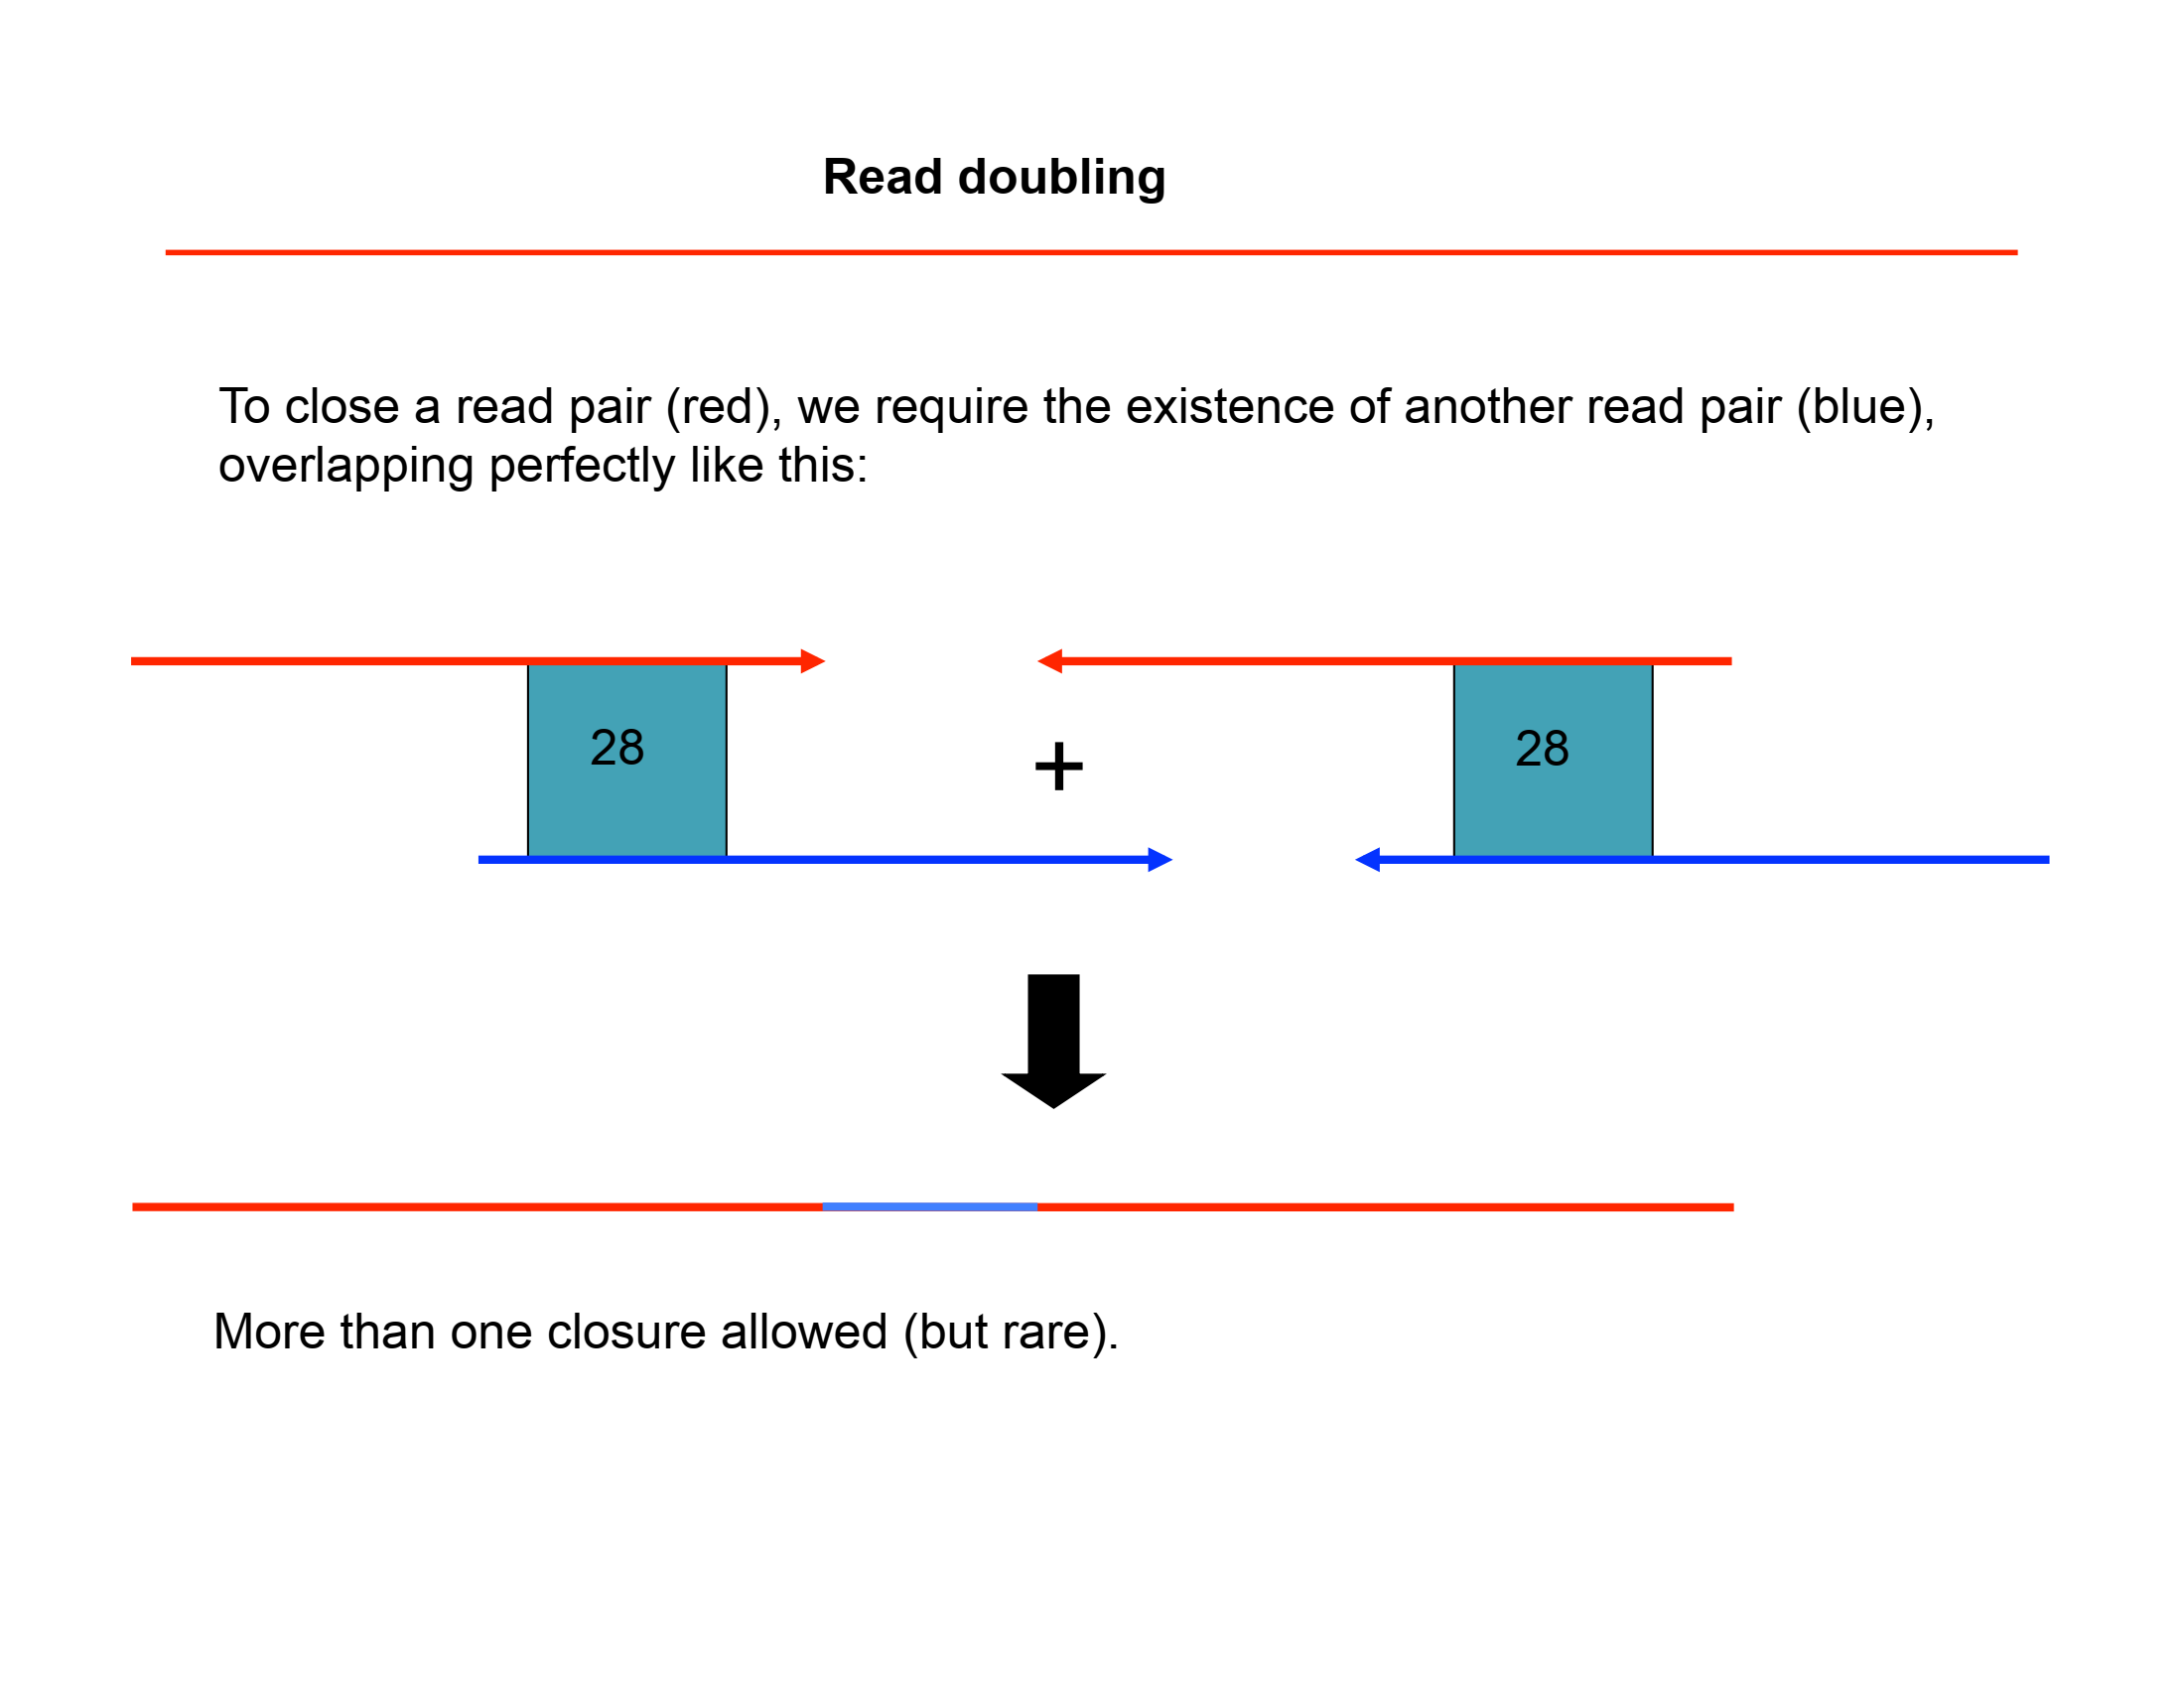 Read doubling
To close a read pair (red), we require the existence of another read pair (blue),
overlapping perfectly like this:
28
28
+
More than one closure allowed (but rare).